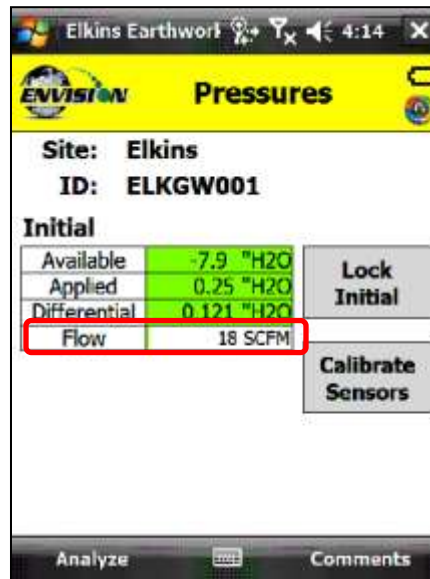 Elkins Earthworl 4:14 X
ENVISION Pressures
Site: Elkins
ID: ELKGW001
Initial
Available -7.9 "H2O
Applied 0.25 "H2O
Differential 0.121 "H2O
Flow 18 SCFM
Lock
Initial
Calibrate
Sensors
Analyze Comments